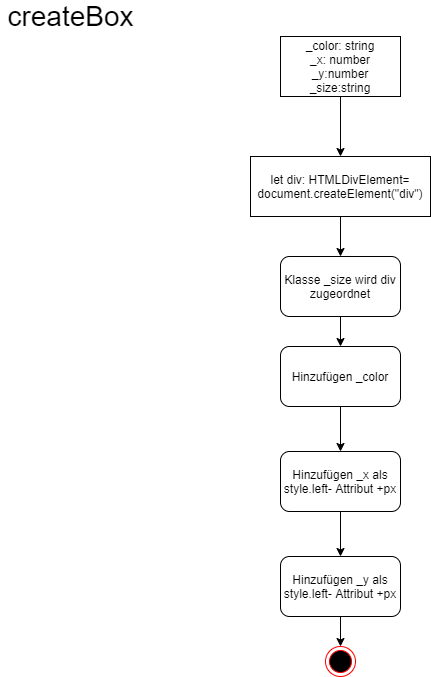 createBox
_color: string
_x: number
_y:number
_size:string
let div: HTMLDivElement=
document.createElement("div")
Klasse _size wird div
zugeordnet
Hinzufügen _color
Hinzufügen _x als
style.left- Attribut +px
Hinzufügen _y als
style.left- Attribut +px